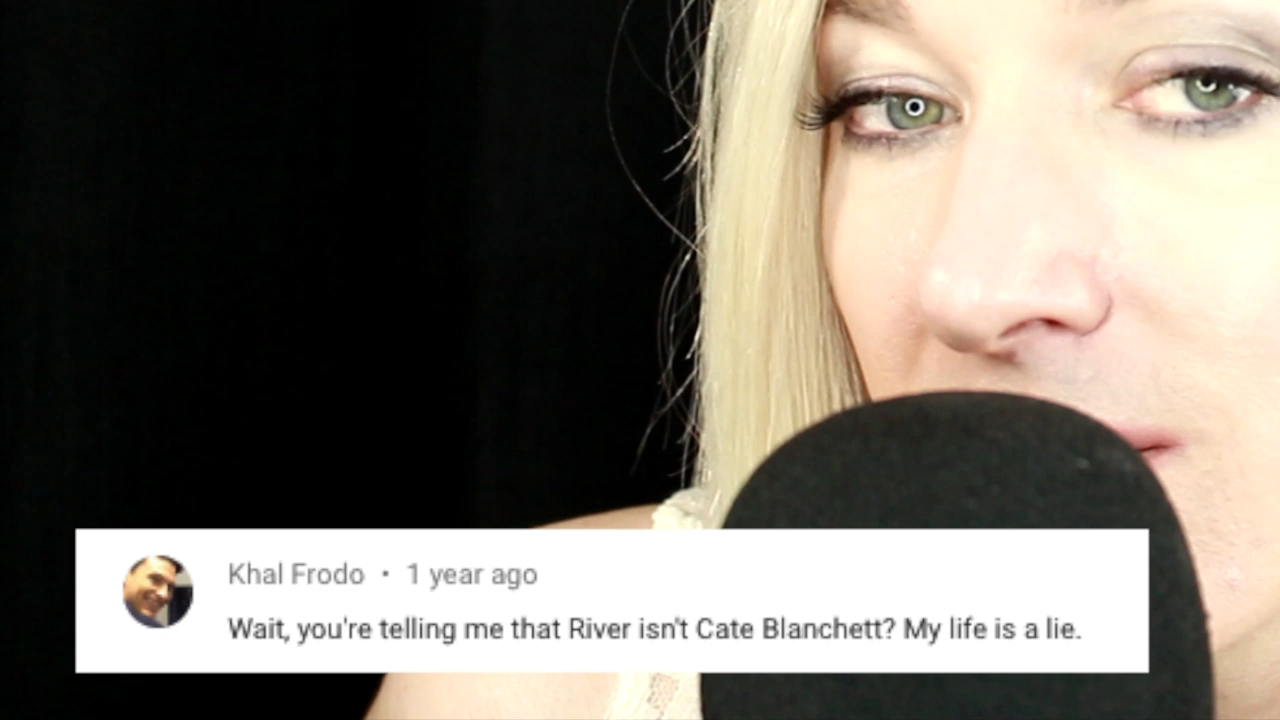 Khal Frodo • 1 year ago
Wait, you're telling me that River isn't Cate Blanchett? My life is a lie.